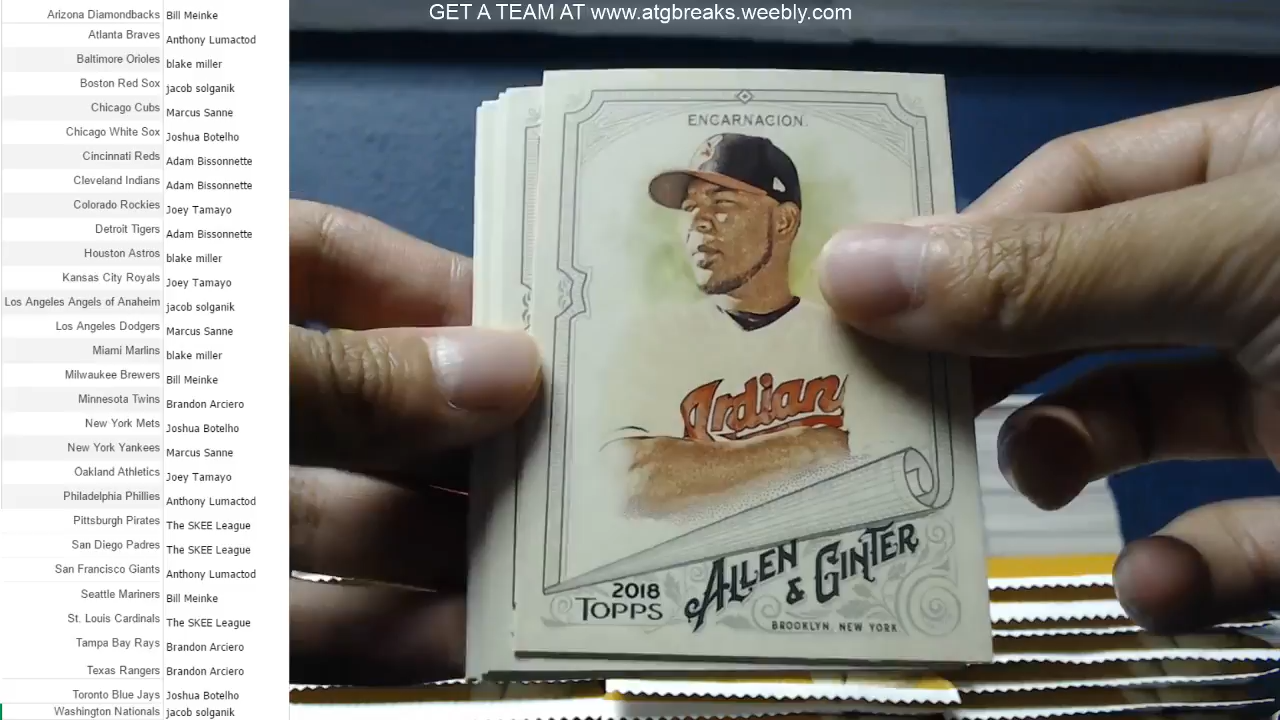 GET A TEAM AT www.atgbreaks.weebly.com
Arizona Diamondbacks Bill Meinke
Atlanta Braves Anthony Lumactod
Baltimore Orioles blake miller
Boston Red Sox jacob solganik
Chicago Cubs Marcus Sanne
Chicago White Sox Joshua Botelho
Cincinnati Reds Adam Bissonnette
Cleveland Indians Adam Bissonnette
Colorado Rockies Joey Tamayo
Detroit Tigers Adam Bissonnette
Houston Astros blake miller
Kansas City Royals Joey Tamayo
Los Angeles Angels of Anaheim jacob solganik
Los Angeles Dodgers Marcus Sanne
Miami Marlins blake miller
Milwaukee Brewers Bill Meinke
Minnesota Twins Brandon Arciero
New York Mets Joshua Botelho
New York Yankees Marcus Sanne
Oakland Athletics Joey Tamayo
Philadelphia Phillies Anthony Lumactod
Pittsburgh Pirates The SKEE League
San Diego Padres The SKEE League
San Francisco Giants Anthony Lumactod
Seattle Mariners Bill Meinke
St. Louis Cardinals The SKEE League
Tampa Bay Rays Brandon Arciero
Texas Rangers Brandon Arciero
Toronto Blue Jays Joshua Botelho
Washington Nationals jacob solganik
ENCARNACION
Indian
2018
TOPPS
ALLEN
& GINTER
BROOKLYN, NEW YORK